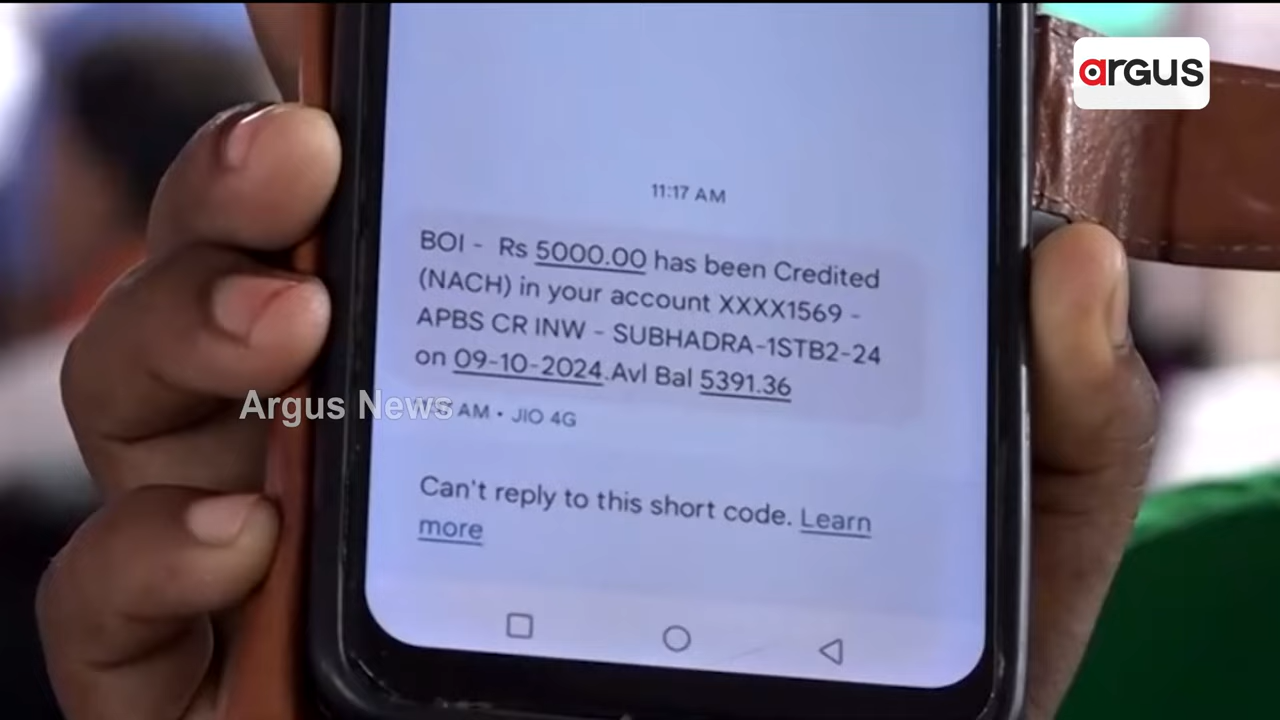 argus
11:17 AM
BOI - Rs 5000.00 has been Credited
(NACH) in your account XXXX1569 -
APBS CR INW - SUBHADRA-1STB2-24
on 09-10-2024.Avl Bal 5391.36
Argus News
AM • JIO 4G
Can't reply to this short code. Learn
more